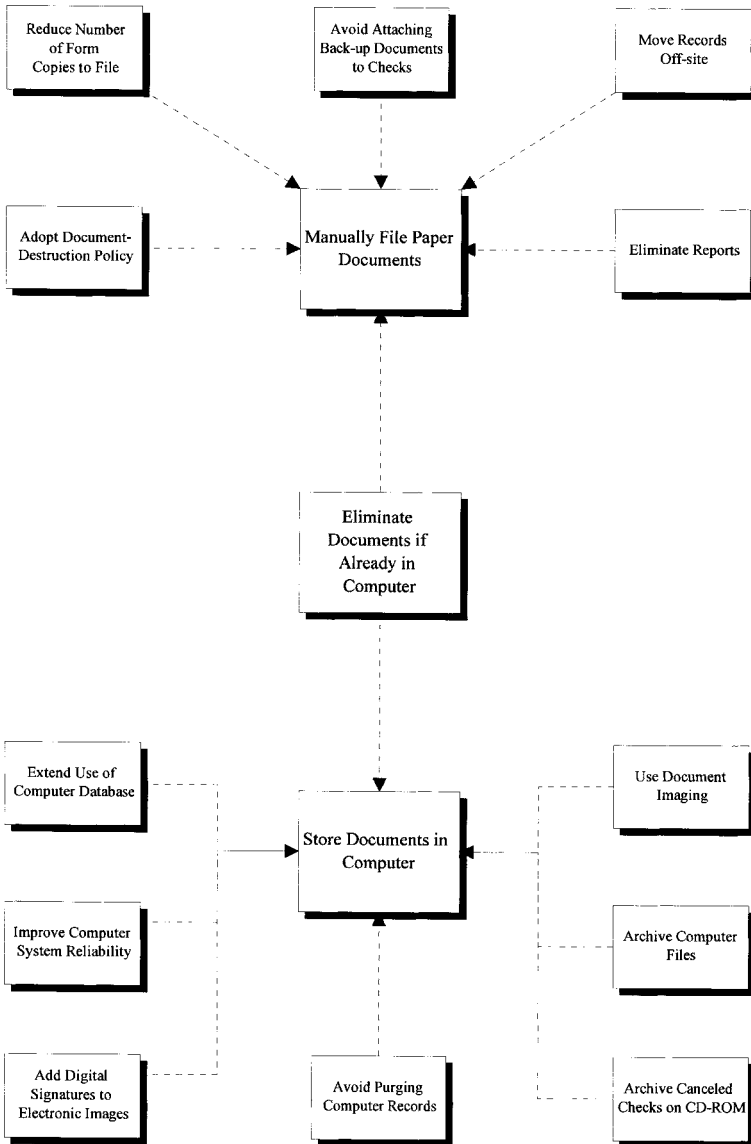 Reduce Number
of Form
Copies to File
Avoid Attaching
Back-up Documents
to Checks
Move Records
Off-site
Adopt Document-
Destruction Policy
Manually File Paper
Documents
Eliminate Reports
Eliminate
Documents if
Already in
Computer
Extend Use of
Computer Database
Use Document
Imaging
Store Documents in
Computer
Improve Computer
System Reliability
Archive Computer
Files
Add Digital
Signatures to
Electronic Images
Avoid Purging
Computer Records
Archive Canceled
Checks on CD-ROM